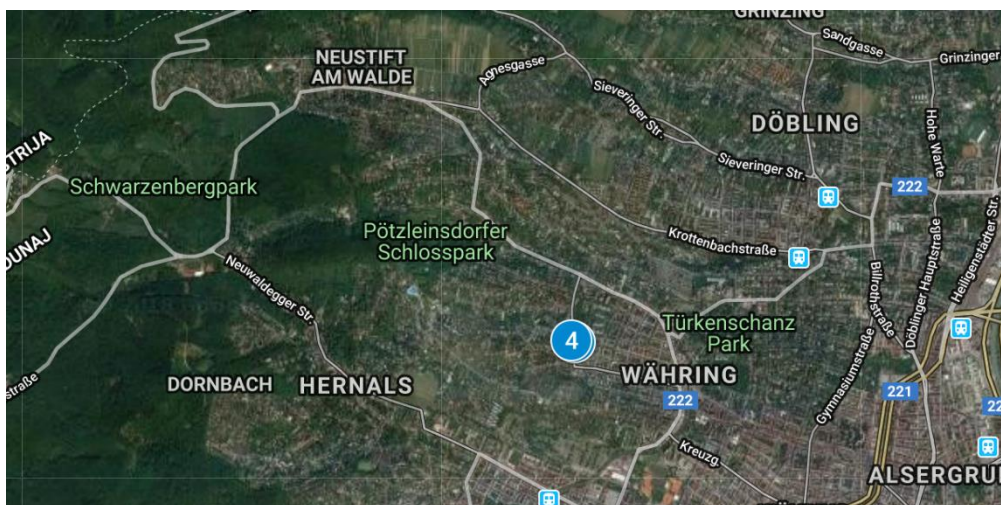 GRINZING
Sandgasse
Grinzinger
NEUSTIFT
AM WALDE
Agnesgasse
Sieveringer Str.
DÖBLING
Hohe Warte
STRIJA
Sieveringer Str.
222
Schwarzenbergpark
DUNAJ
Pötzleinsdorfer
Schlosspark
Krottenbachstraße
Neuwaldegger Str.
Billrothstraße
Döblinger Hauptstraße
Heiligenstädter Str.
Türkenschanz
Park
4
straße
DORNBACH
HERNALS
WÄHRING
222
Gymnasiumstraße
221
22
Kreuzg.
ALSERGRU